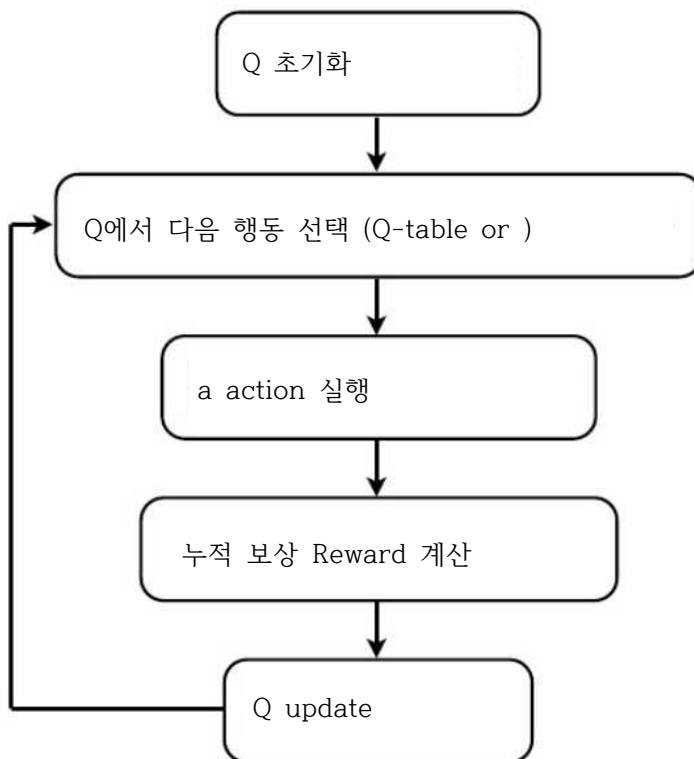 Q 초기화
Q에서 다음 행동 선택 (Q-table or )
a action 실행
누적 보상 Reward 계산
Q update